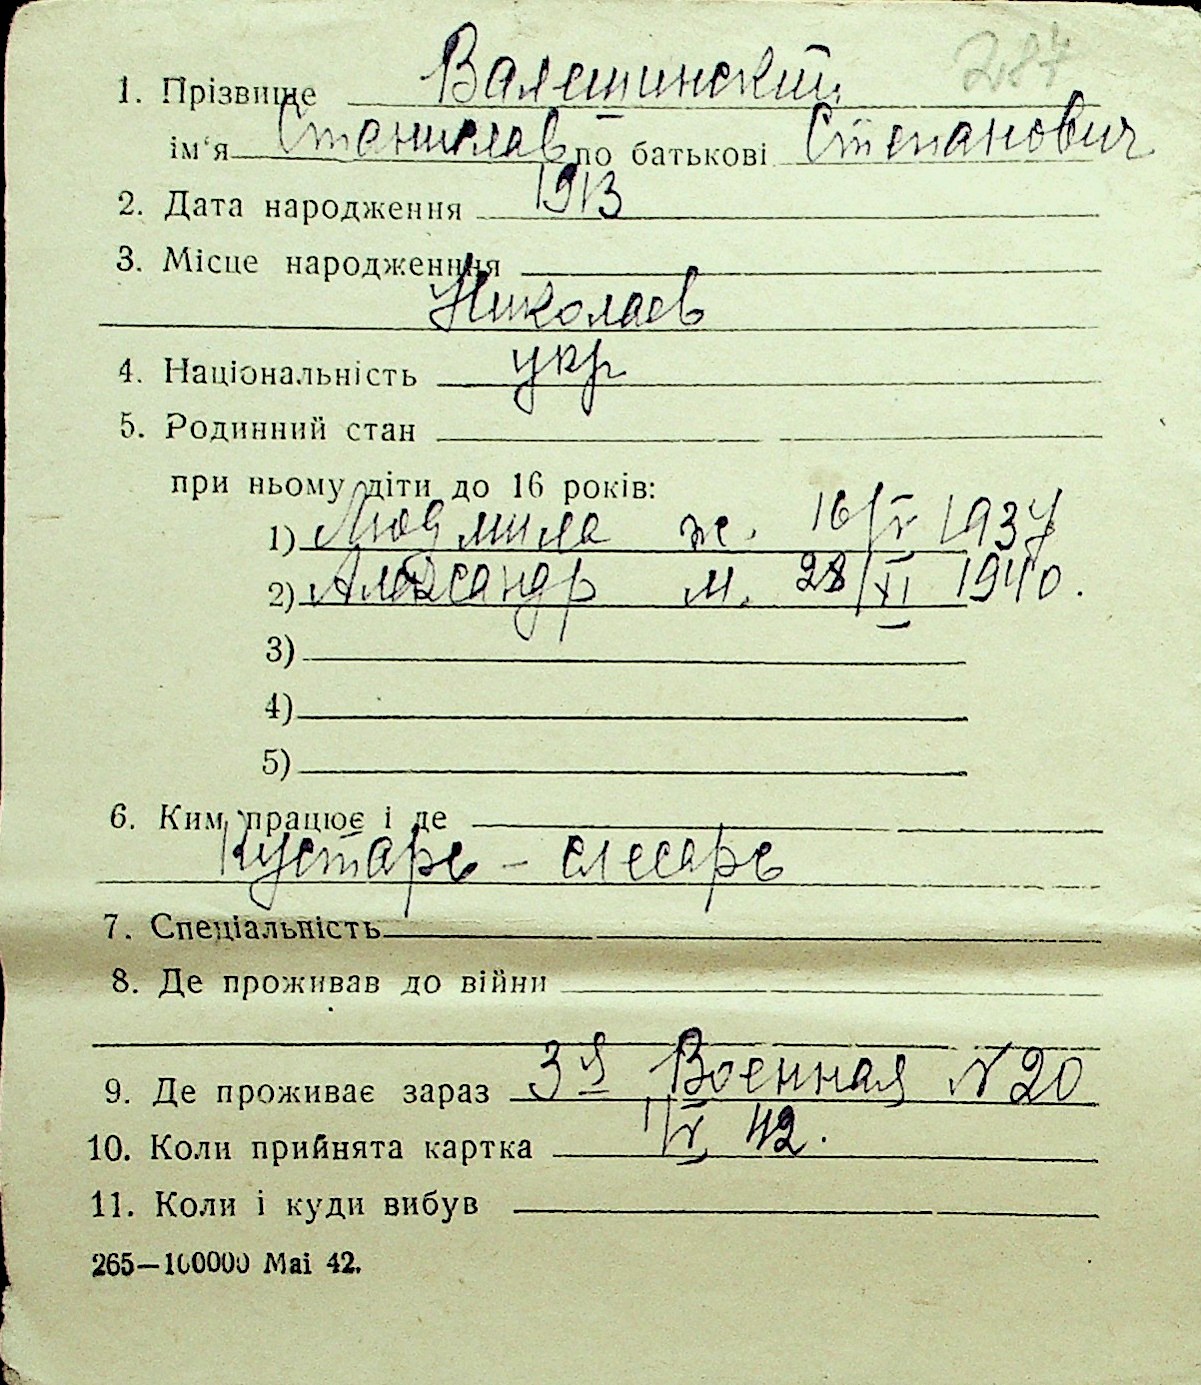 287
1. Прізвище Валешинский
ім'я Станислав по батькові Степанович
2. Дата народження 1913
3. Місце народженння
Николаев
4. Національність укр
5. Родинний стан
при ньому діти до 16 років:
1) Людмила ж. 16/V 1937
2) Александр м. 28/XI 1940.
3)
4)
5)
6. Ким працює і де
Кустарь - слесарь
7. Спеціальність
8. Де проживав до війни
9. Де проживає зараз 3я Военная № 20
10. Коли прийнята картка 1/V 42.
11. Коли і куди вибув
265—100000 Mai 42.